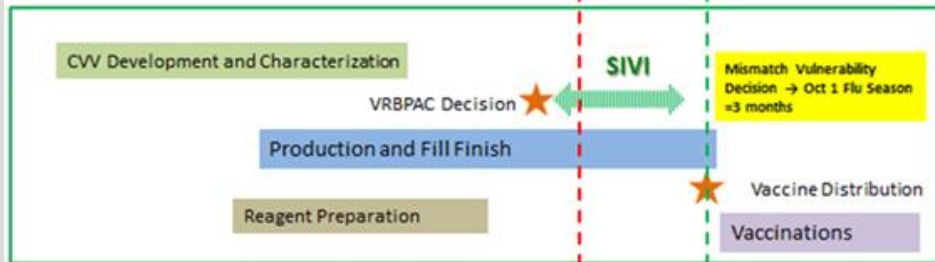 CVV Development and Characterization
SIVI
Mismatch Vulnerability
Decision → Oct 1 Flu Season
=3 months
VRBPAC Decision
Production and Fill Finish
Vaccine Distribution
Reagent Preparation
Vaccinations